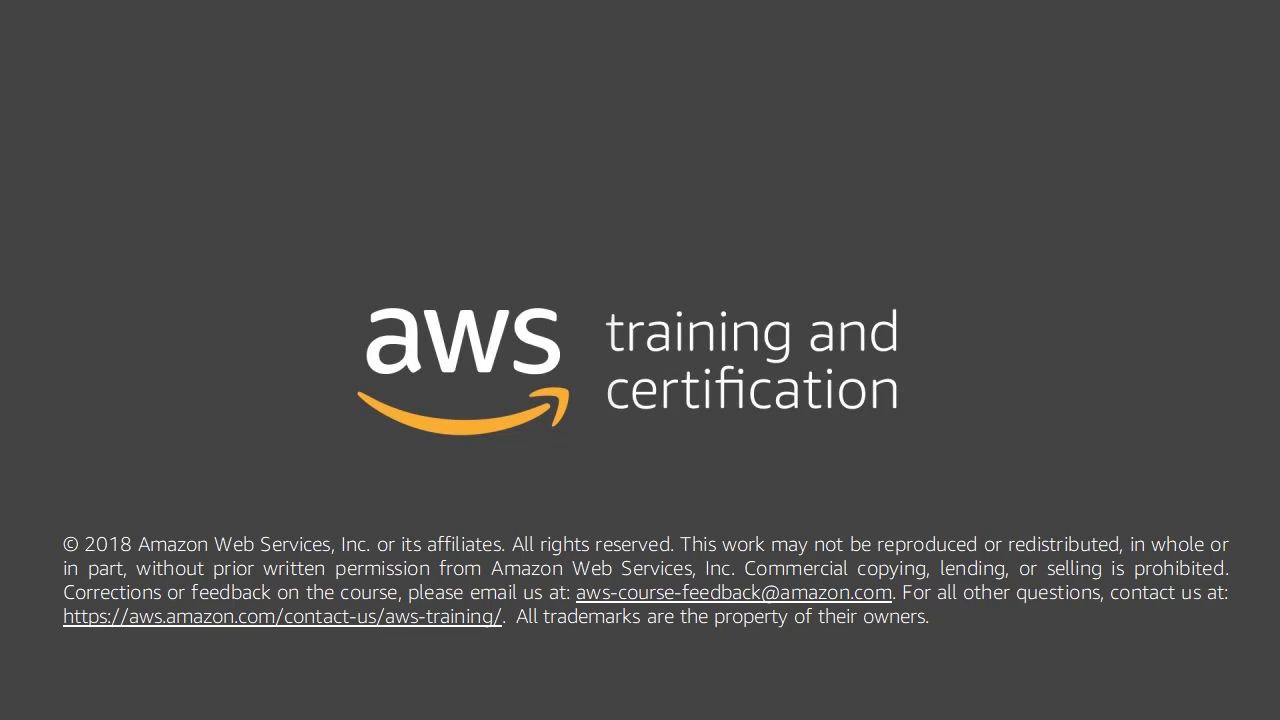 aws
training and
certification
© 2018 Amazon Web Services, Inc. or its affiliates. All rights reserved. This work may not be reproduced or redistributed, in whole or
in part, without prior written permission from Amazon Web Services, Inc. Commercial copying, lending, or selling is prohibited.
Corrections or feedback on the course, please email us at: aws-course-feedback@amazon.com. For all other questions, contact us at:
https://aws.amazon.com/contact-us/aws-training/. All trademarks are the property of their owners.